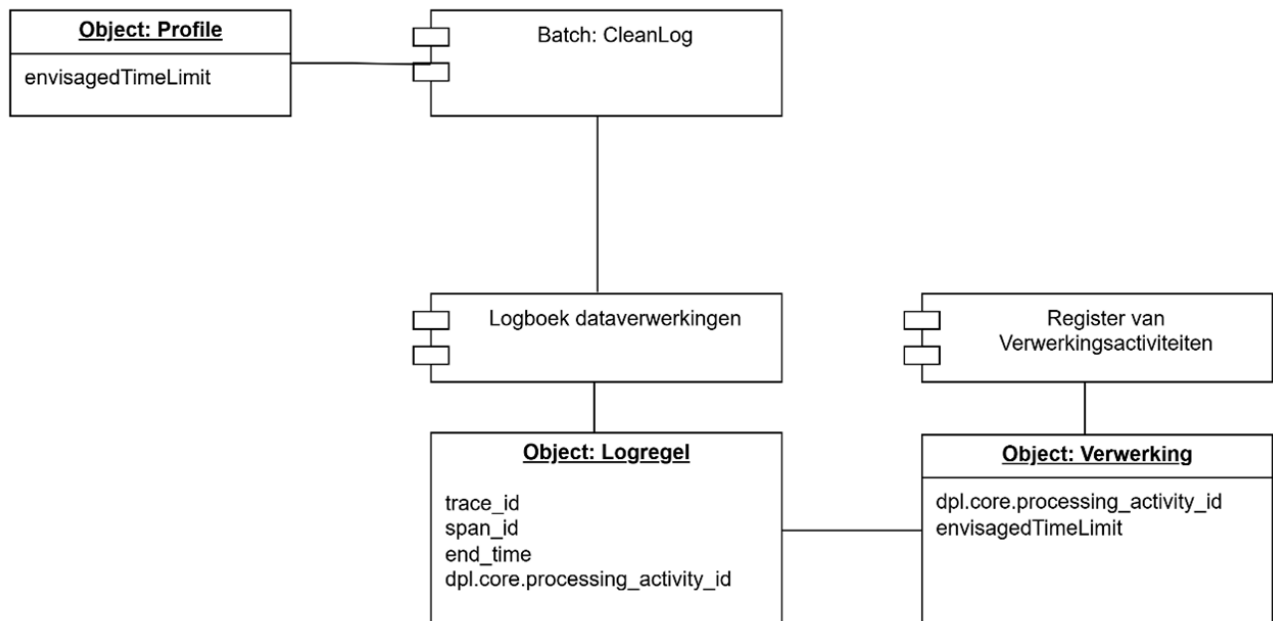 Object: Profile
envisagedTimeLimit
Batch: CleanLog
Logboek dataverwerkingen
Register van
Verwerkingsactiviteiten
Object: Logregel
trace_id
span_id
end_time
dpl.core.processing_activity_id
Object: Verwerking
dpl.core.processing_activity_id
envisagedTimeLimit